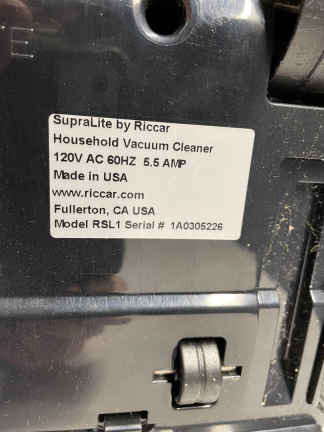 E
SupraLite by Riccar
Household Vacuum Cleaner
120V AC 60HZ 5.5 AMP
Made in USA
www.riccar.com
Fullerton, CA USA
Model RSL1 Serial # 1A0305226